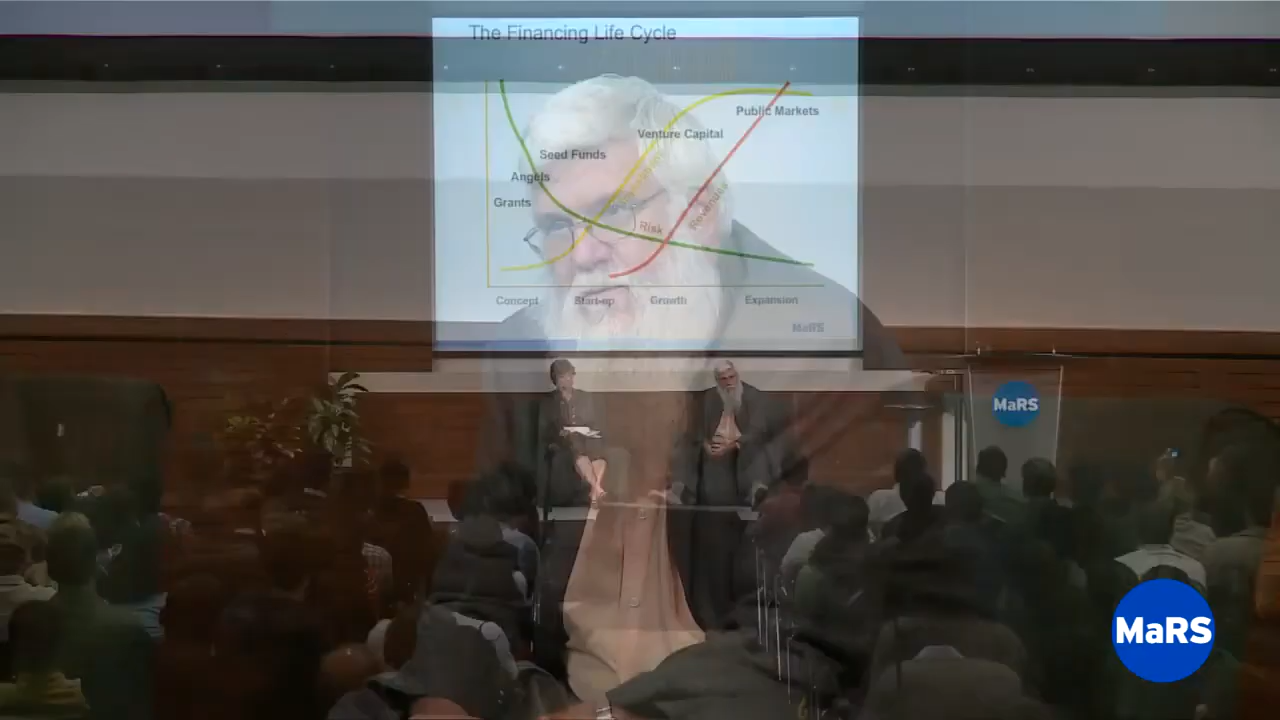 The Financing Life Cycle
Public Markets
Venture Capital
Seed Funds
Angels
Grants
Revenues
Risk
Concept Start-up Growth Expansion
MaRS
MaRS
MaRS